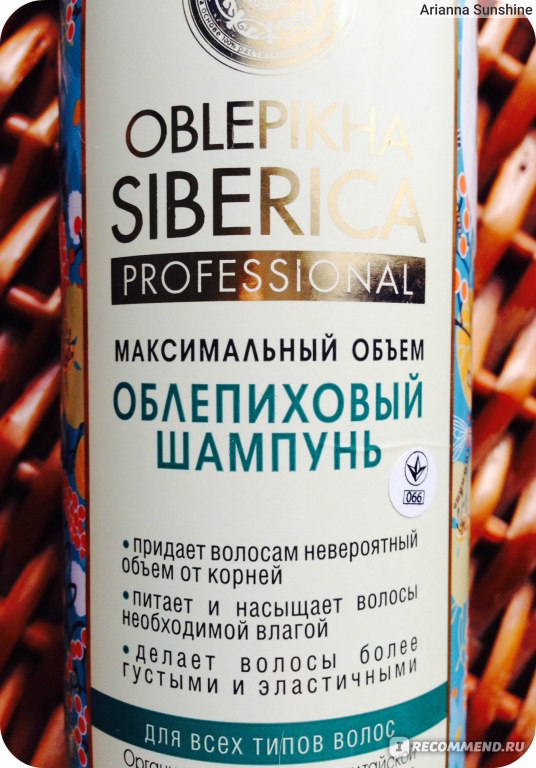 Arianna Sunshine
OBLEPIKHA
SIBERICA
PROFESSIONAL
МАКСИМАЛЬНЫЙ ОБЪЕМ
ОБЛЕПИХОВЫЙ
ШАМПУНЬ
066
•придает волосам невероятный
объем от корней
•питает и насыщает волосы
необходимой влагой
•делает волосы более
густыми и эластичными
для всех типов волос
RECOMMEND.RU